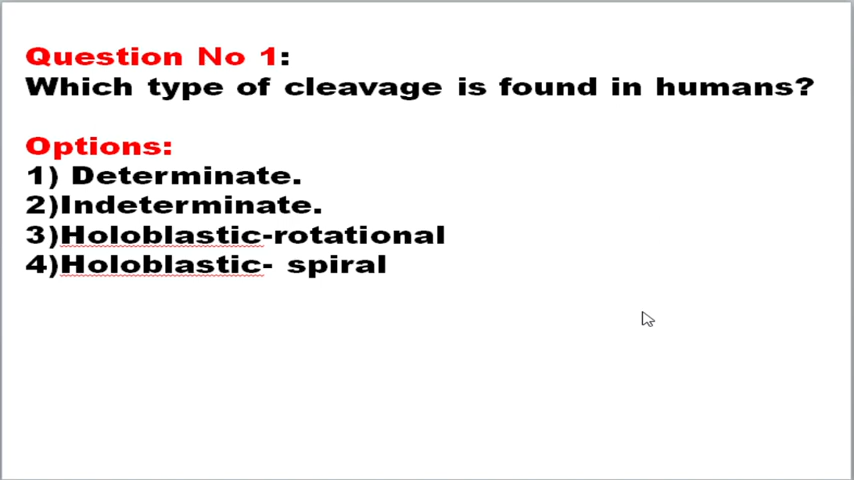 Question No 1:
Which type of cleavage is found in humans?
Options:
1) Determinate.
2)Indeterminate.
3)Holoblastic-rotational
4)Holoblastic- spiral